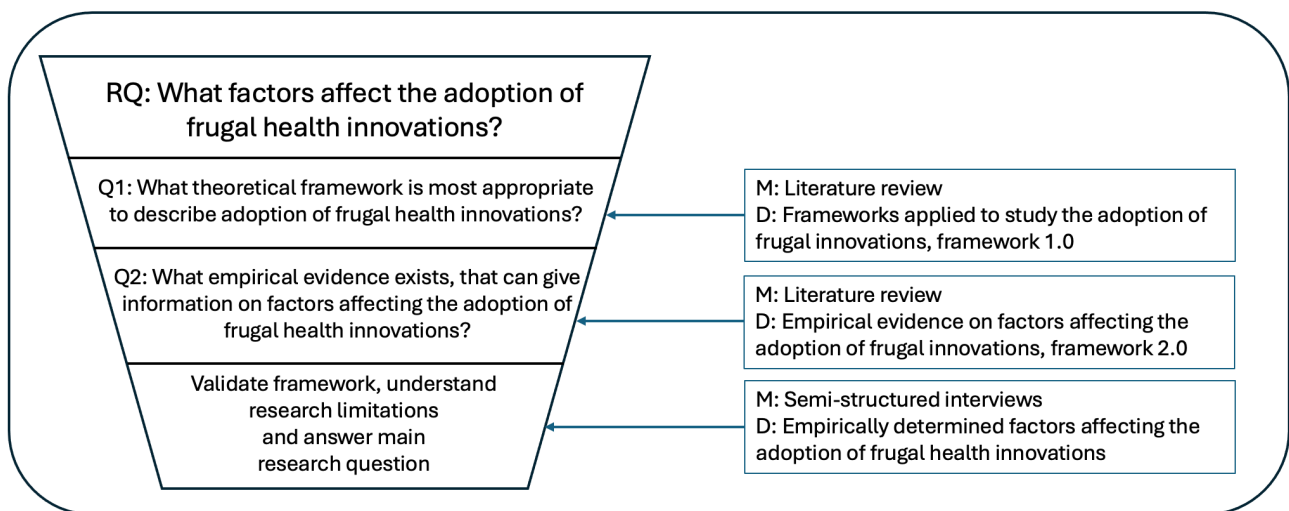 RQ: What factors affect the adoption of
frugal health innovations?
Q1: What theoretical framework is most appropriate
to describe adoption of frugal health innovations?
M: Literature review
D: Frameworks applied to study the adoption of
frugal innovations, framework 1.0
Q2: What empirical evidence exists, that can give
information on factors affecting the adoption of
frugal health innovations?
M: Literature review
D: Empirical evidence on factors affecting the
adoption of frugal innovations, framework 2.0
Validate framework, understand
research limitations
and answer main
research question
M: Semi-structured interviews
D: Empirically determined factors affecting the
adoption of frugal health innovations